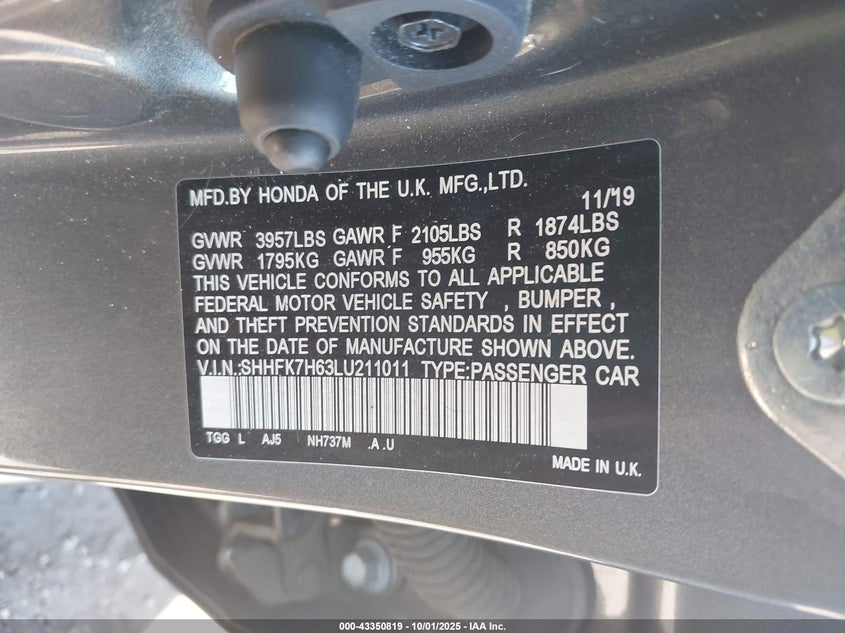 MFD.BY HONDA OF THE U.K. MFG.,LTD. 11/'19
GVWR 3957LBS GAWR F 2105LBS R 1874LBS
GVWR 1795KG GAWR F 955KG R 850KG
THIS VEHICLE CONFORMS TO ALL APPLICABLE
FEDERAL MOTOR VEHICLE SAFETY , BUMPER ,
AND THEFT PREVENTION STANDARDS IN EFFECT
ON THE DATE OF MANUFACTURE SHOWN ABOVE.
V.I.N.:SHHFK7H63LU211011 TYPE:PASSENGER CAR
TGG L AJ5 NH737M .A .U
MADE IN U.K.
000-43350819 - 10/01/2025 - IAA Inc.